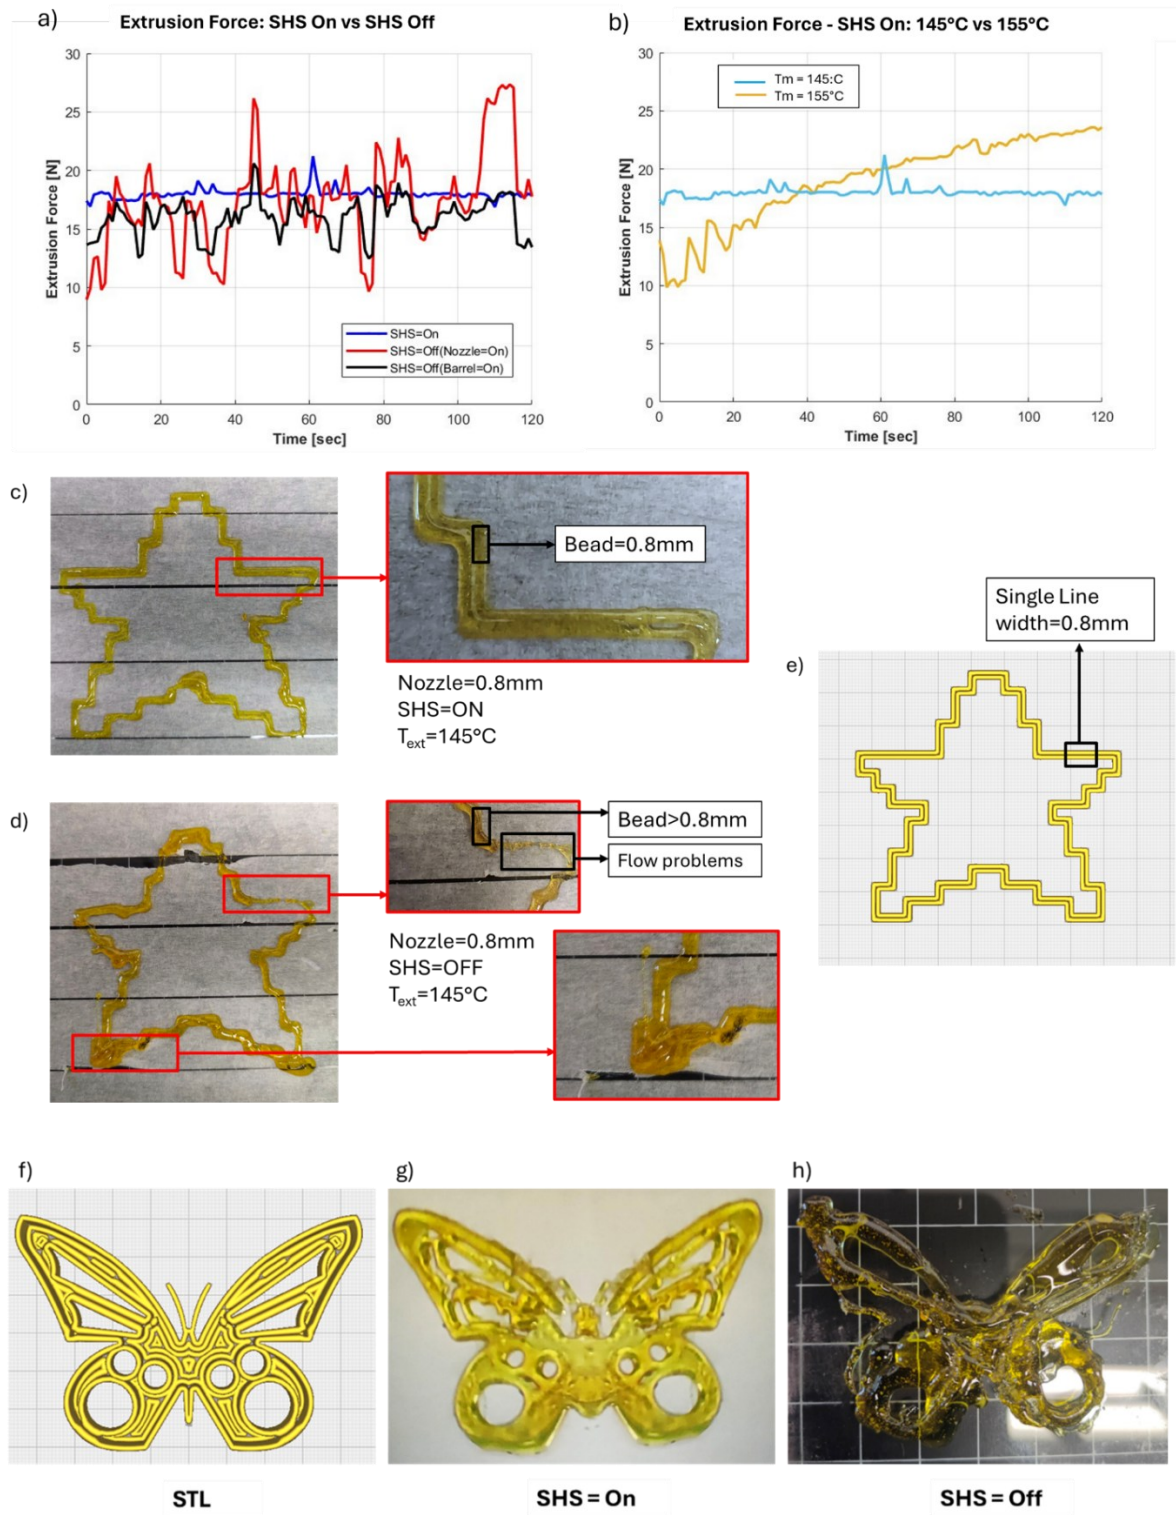 a)
Extrusion Force: SHS On vs SHS Off
30
25
20
15
10
5
0
Extrusion Force [N]
SHS=On
SHS=Off(Nozzle=On)
SHS=Off(Barrel=On)
0 20 40 60 80 100 120
Time [sec]
b)
Extrusion Force - SHS On: 145°C vs 155°C
30
25
20
15
10
5
0
Extrusion Force [N]
Tm = 145:C
Tm = 155°C
0 20 40 60 80 100 120
Time [sec]
c)
Bead=0.8mm
Nozzle=0.8mm
SHS=ON
Text=145°C
d)
Bead>0.8mm
Flow problems
Nozzle=0.8mm
SHS=OFF
Text=145°C
e)
Single Line
width=0.8mm
f)
STL
g)
SHS = On
h)
SHS = Off